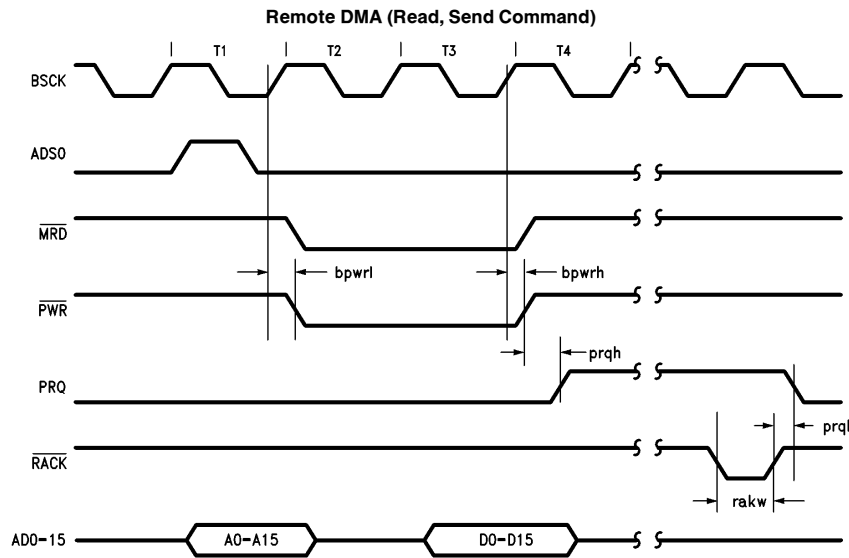 Remote DMA (Read, Send Command)
T1 T2 T3 T4
BSCK
ADS0
MRD
bpwrl bpwrh
PWR
prqh
PRQ
prql
RACK
rakw
AD0-15 A0-A15 D0-D15